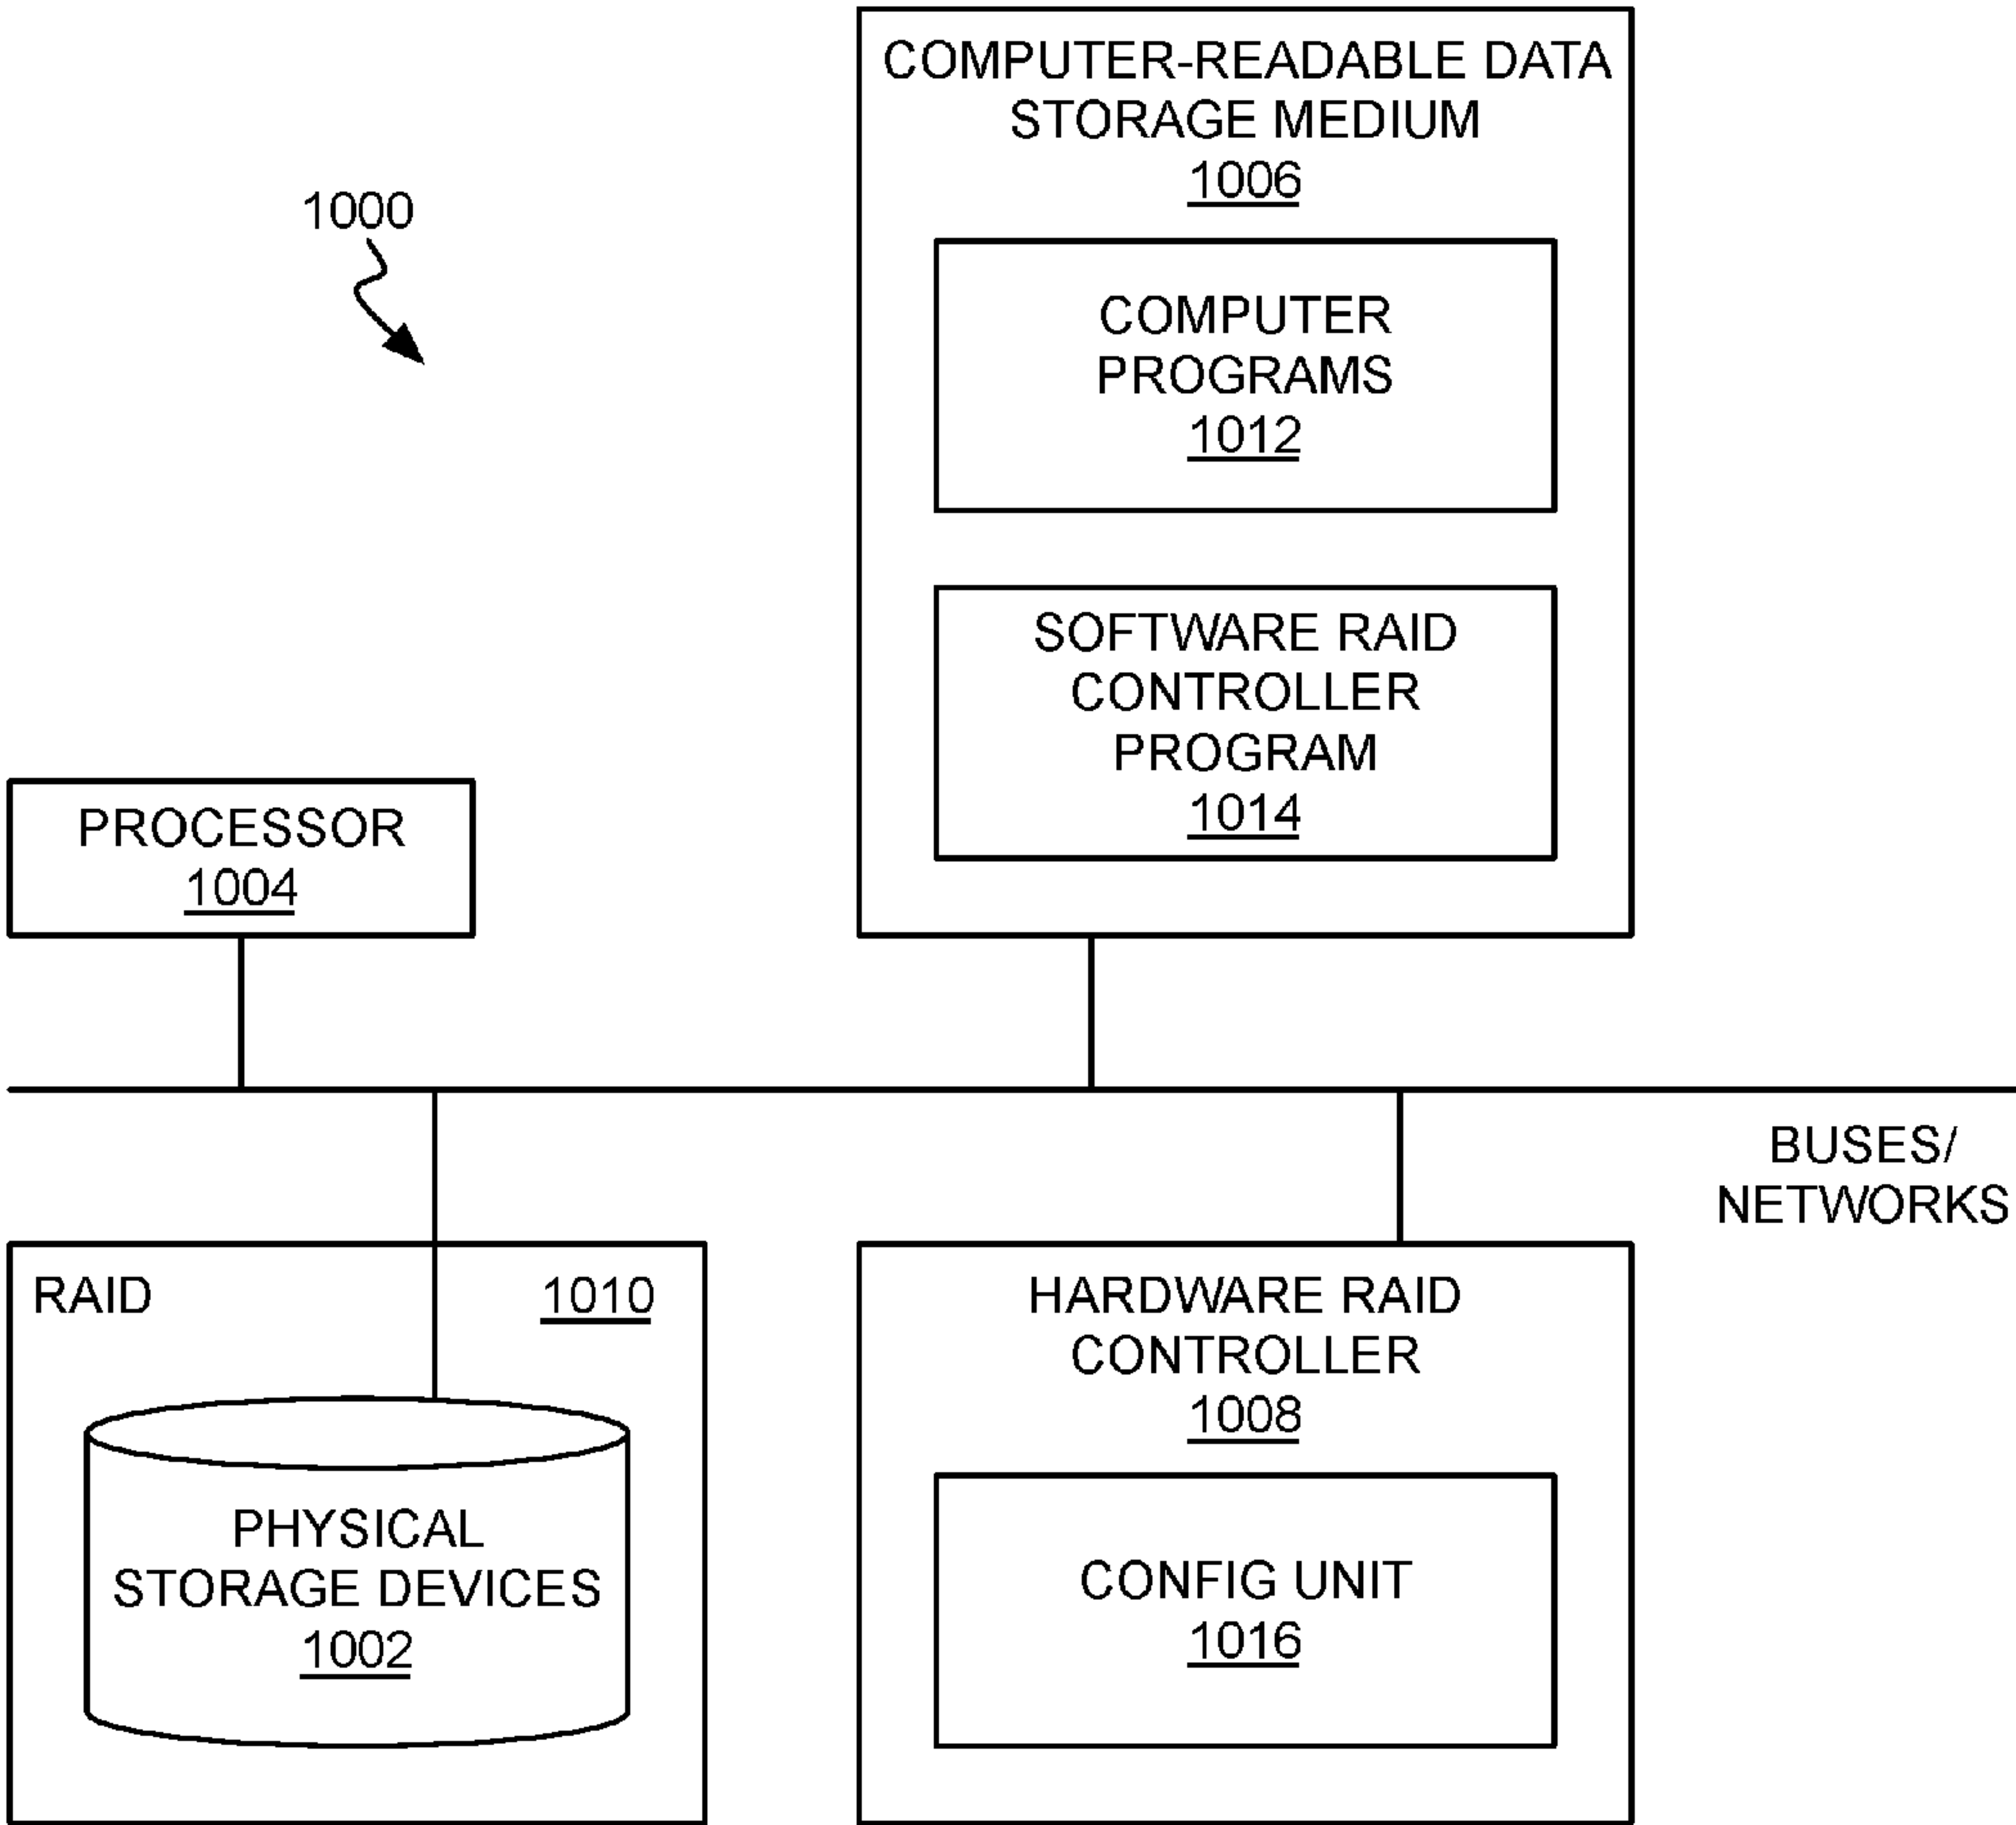 COMPUTER-READABLE DATA
STORAGE MEDIUM
1006
1000
COMPUTER
PROGRAMS
1012
SOFTWARE RAID
CONTROLLER
PROGRAM
1014
PROCESSOR
1004
BUSES/
NETWORKS
RAID
1010
PHYSICAL
STORAGE DEVICES
1002
HARDWARE RAID
CONTROLLER
1008
CONFIG UNIT
1016